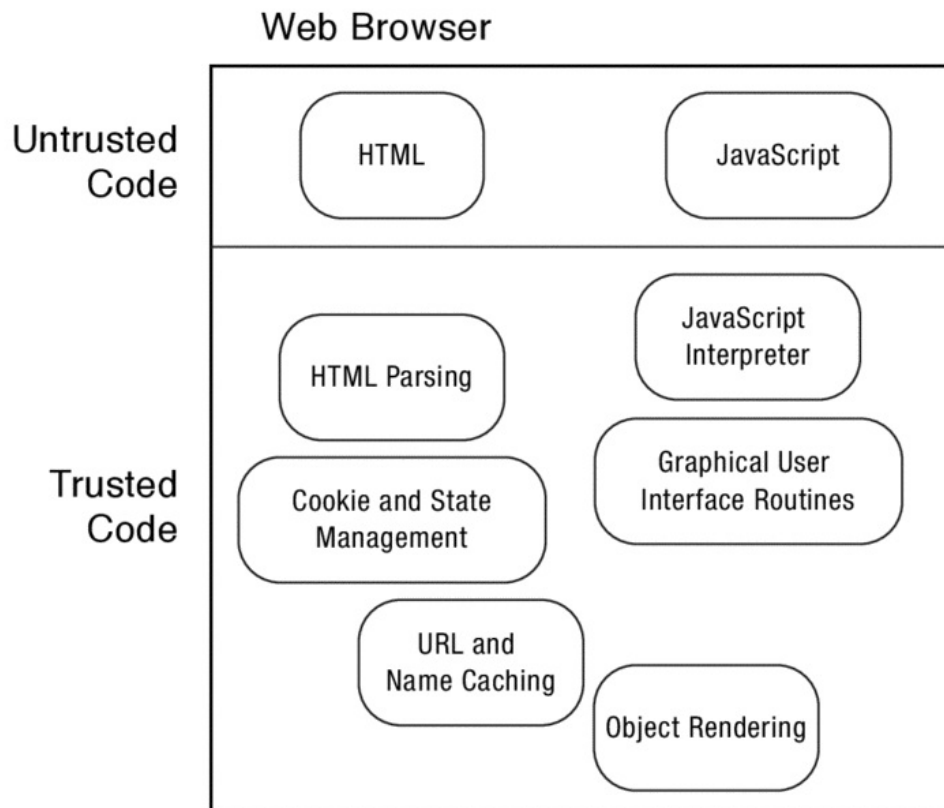 Web Browser
Untrusted
Code
HTML
JavaScript
Trusted
Code
HTML Parsing
JavaScript
Interpreter
Cookie and State
Management
Graphical User
Interface Routines
URL and
Name Caching
Object Rendering